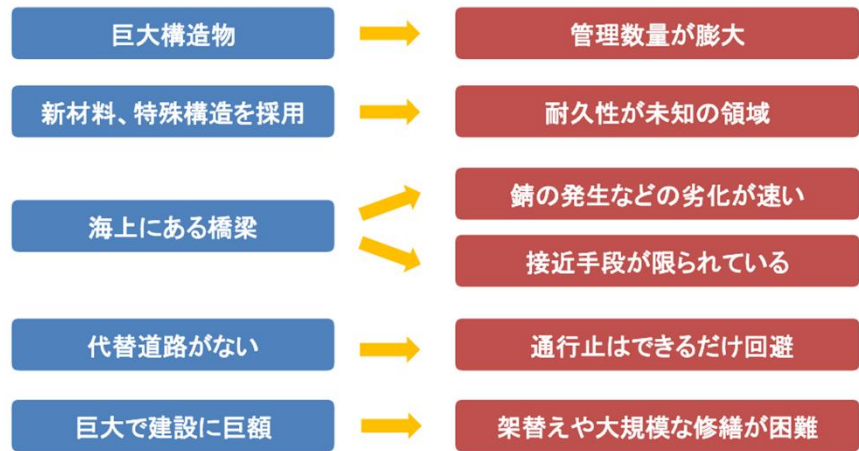 巨大構造物
管理数量が膨大
新材料、特殊構造を採用
耐久性が未知の領域
海上にある橋梁
錆の発生などの劣化が速い
接近手段が限られている
代替道路がない
通行止はできるだけ回避
巨大で建設に巨額
架替えや大規模な修繕が困難